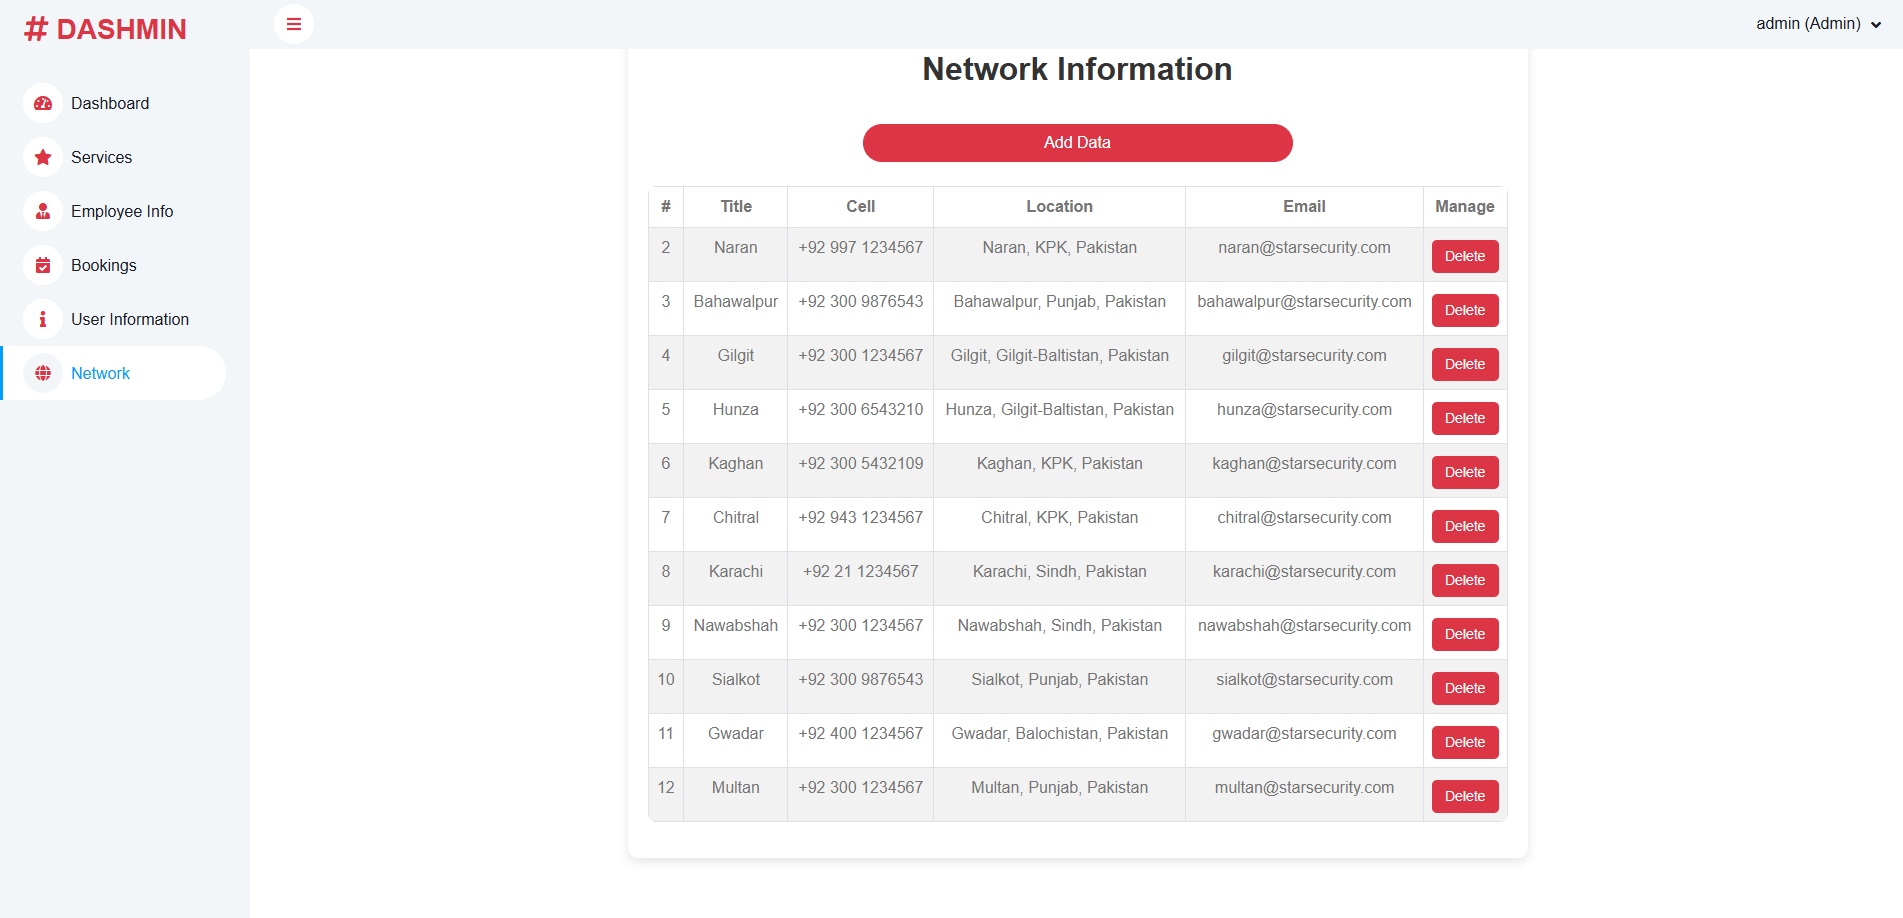 # DASHMIN
admin (Admin)
Dashboard
Services
Employee Info
Bookings
User Information
Network
Network Information
Add Data
# Title Cell Location Email Manage
2 Naran +92 997 1234567 Naran, KPK, Pakistan naran@starsecurity.com Delete
3 Bahawalpur +92 300 9876543 Bahawalpur, Punjab, Pakistan bahawalpur@starsecurity.com Delete
4 Gilgit +92 300 1234567 Gilgit, Gilgit-Baltistan, Pakistan gilgit@starsecurity.com Delete
5 Hunza +92 300 6543210 Hunza, Gilgit-Baltistan, Pakistan hunza@starsecurity.com Delete
6 Kaghan +92 300 5432109 Kaghan, KPK, Pakistan kaghan@starsecurity.com Delete
7 Chitral +92 943 1234567 Chitral, KPK, Pakistan chitral@starsecurity.com Delete
8 Karachi +92 21 1234567 Karachi, Sindh, Pakistan karachi@starsecurity.com Delete
9 Nawabshah +92 300 1234567 Nawabshah, Sindh, Pakistan nawabshah@starsecurity.com Delete
10 Sialkot +92 300 9876543 Sialkot, Punjab, Pakistan sialkot@starsecurity.com Delete
11 Gwadar +92 400 1234567 Gwadar, Balochistan, Pakistan gwadar@starsecurity.com Delete
12 Multan +92 300 1234567 Multan, Punjab, Pakistan multan@starsecurity.com Delete